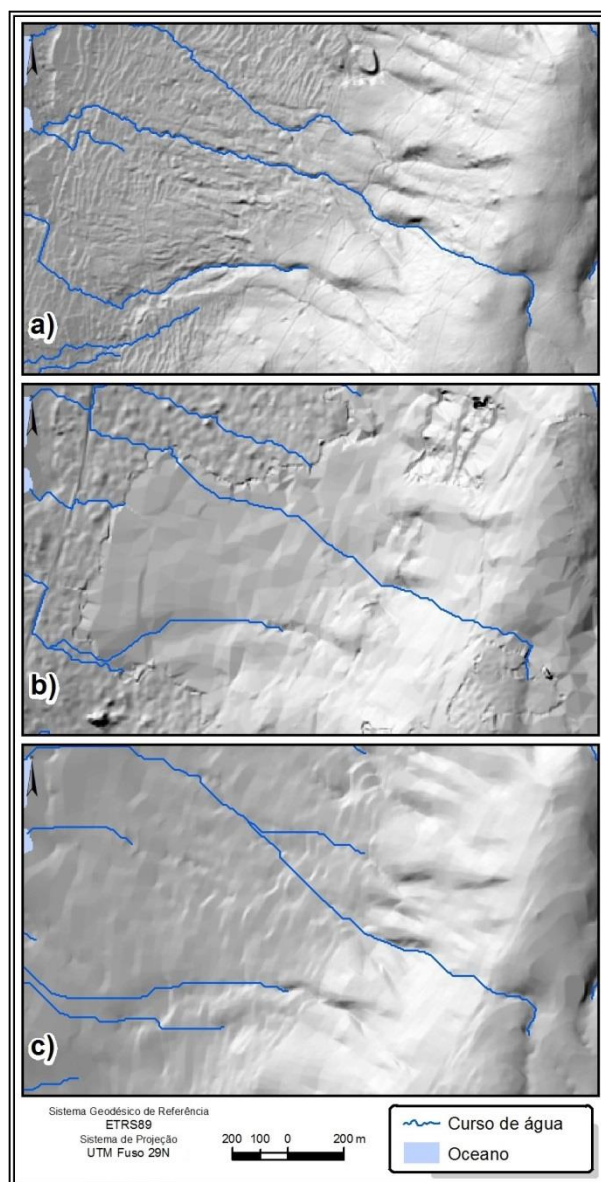 a)
b)
c)
Sistema Geodésico de Referência
ETRS89
Sistema de Projeção
UTM Fuso 29N
200 100 0 200 m
Curso de água
Oceano